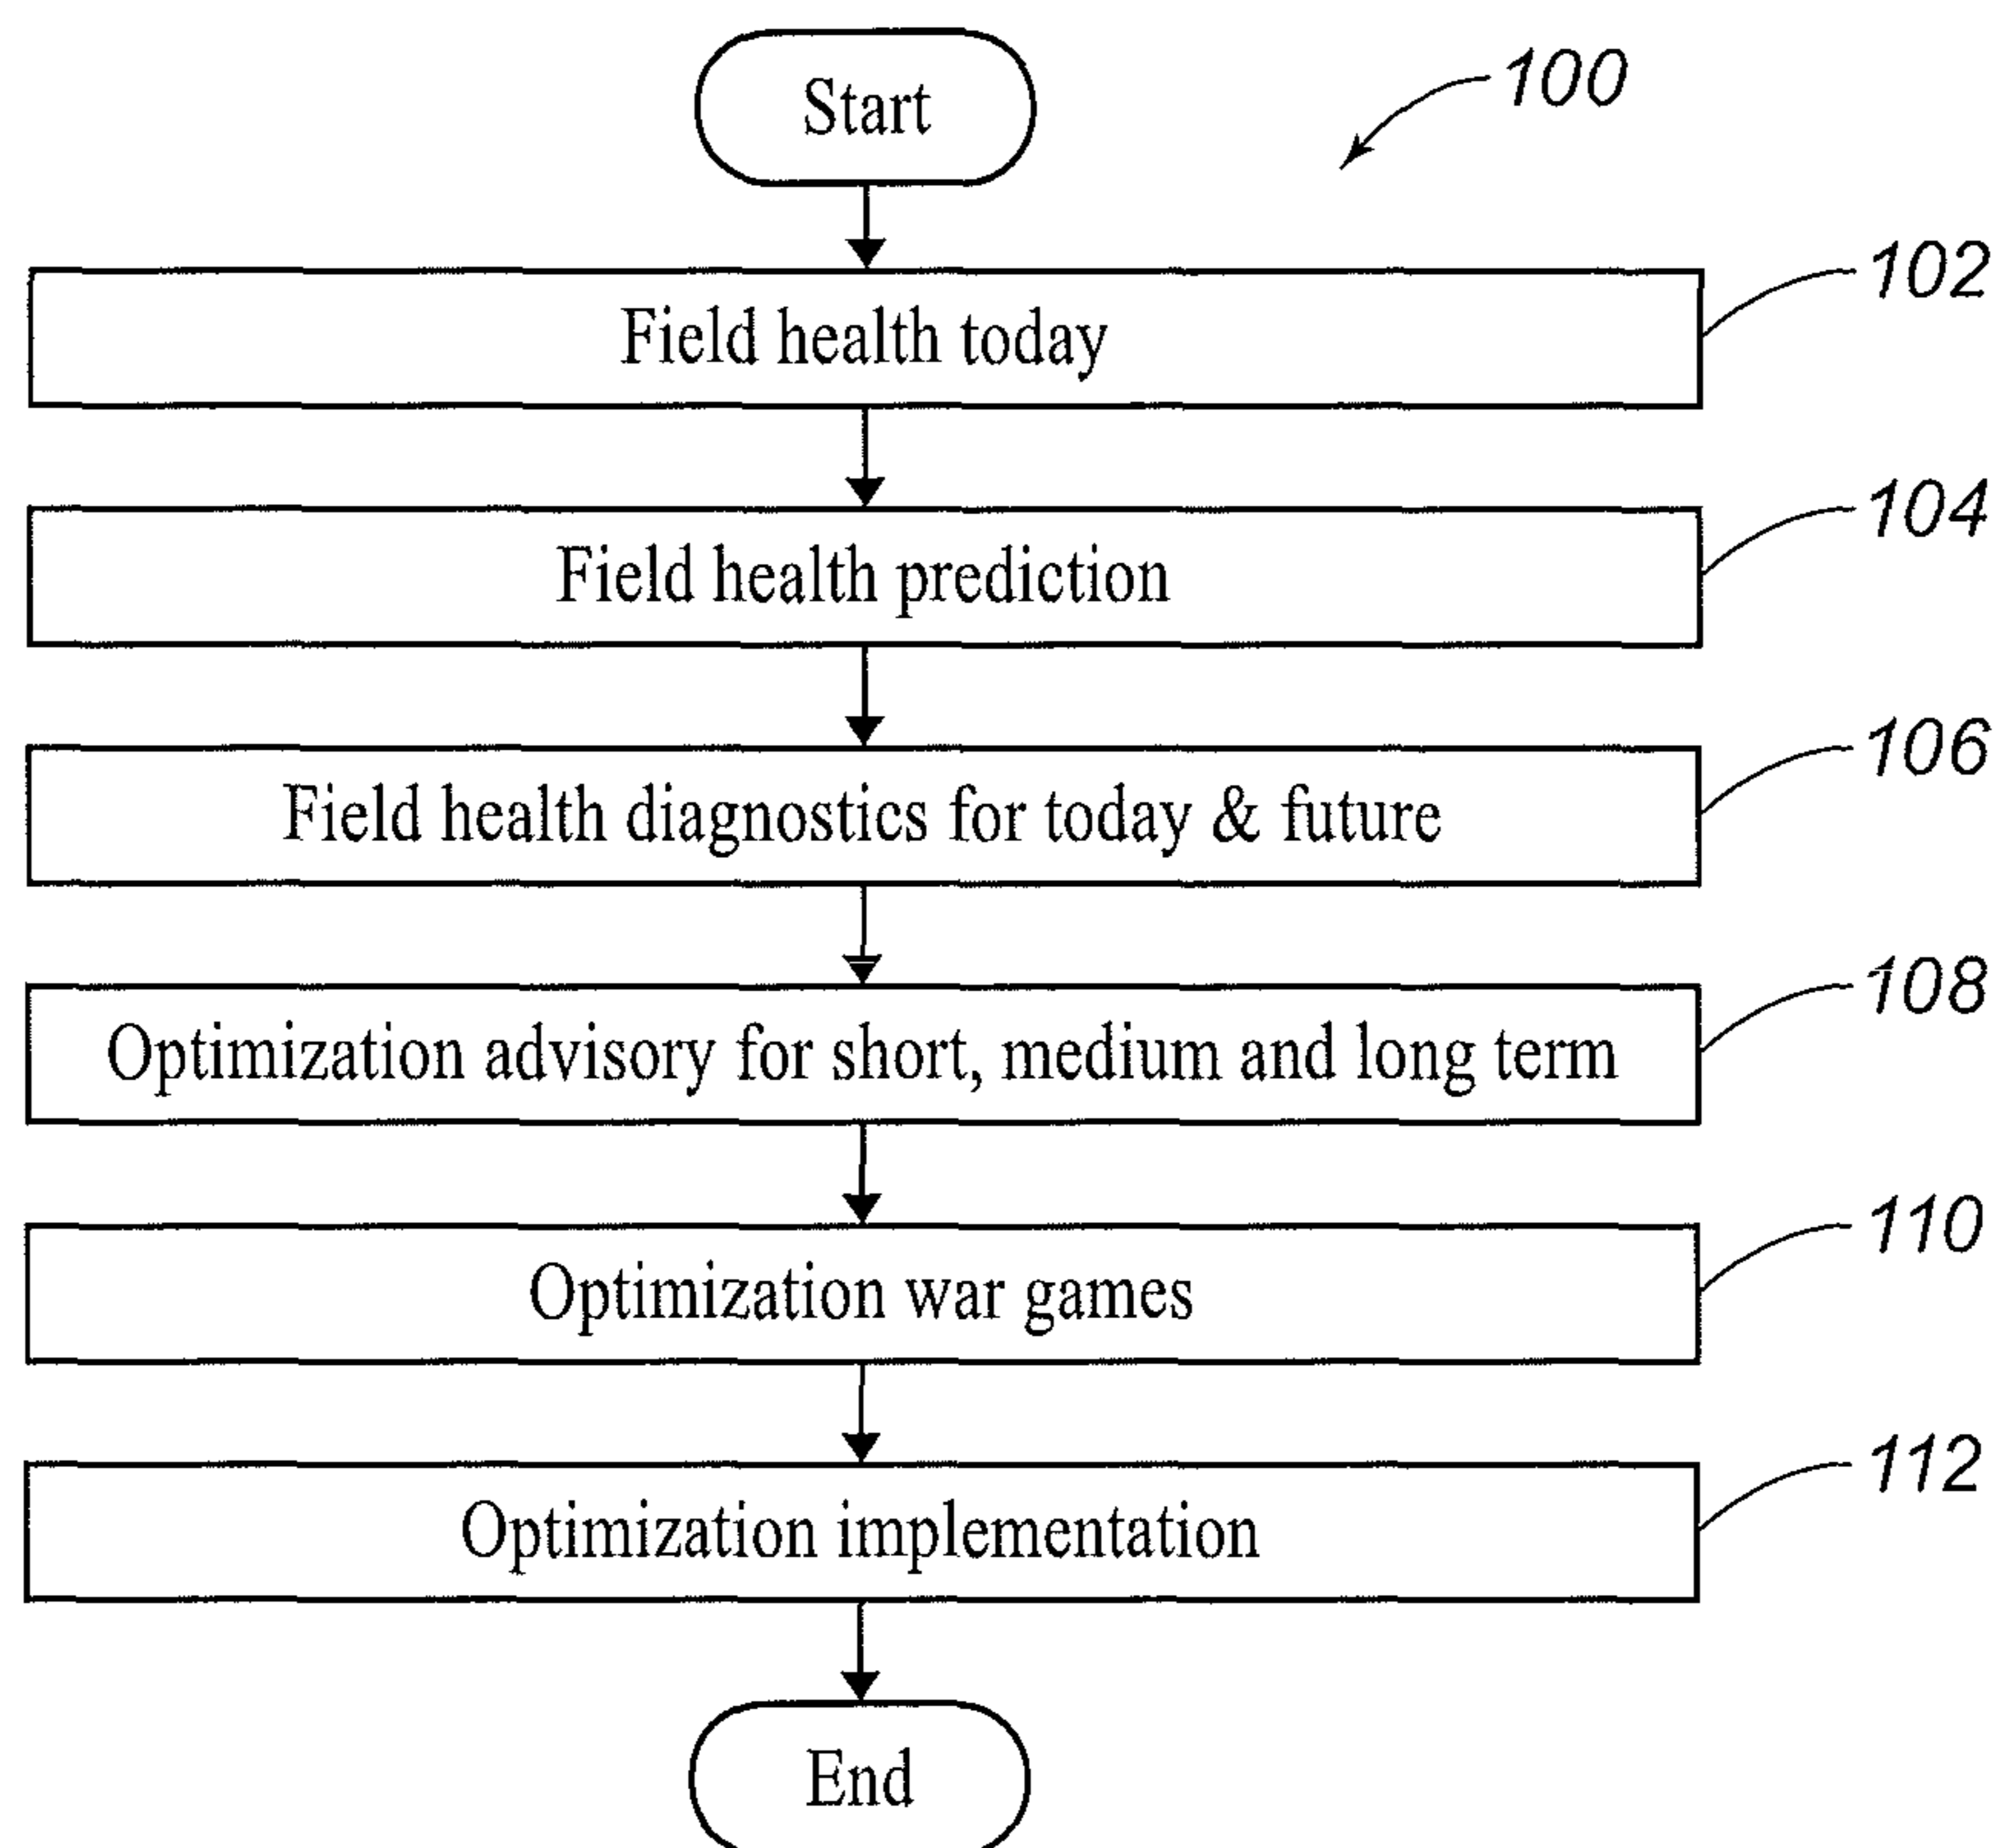 Start
100
102
Field health today
104
Field health prediction
106
Field health diagnostics for today & future
108
Optimization advisory for short, medium and long term
110
Optimization war games
112
Optimization implementation
End